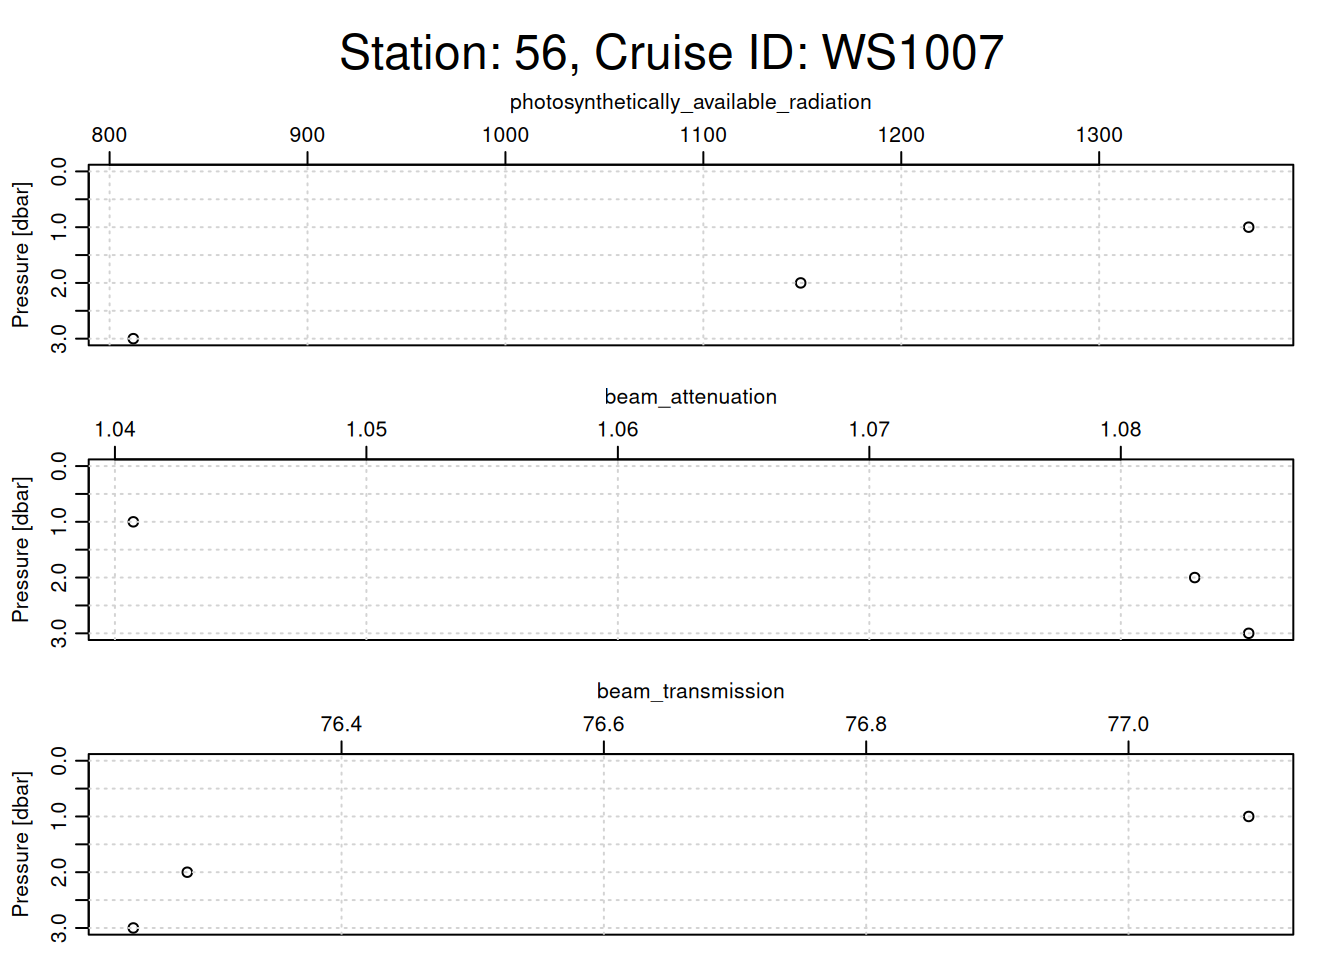 Station: 56, Cruise ID: WS1007
photosynthetically_available_radiation
800 900 1000 1100 1200 1300
Pressure [dbar]
0.0
1.0
2.0
3.0
beam_attenuation
1.04 1.05 1.06 1.07 1.08
Pressure [dbar]
0.0
1.0
2.0
3.0
beam_transmission
76.4 76.6 76.8 77.0
Pressure [dbar]
0.0
1.0
2.0
3.0